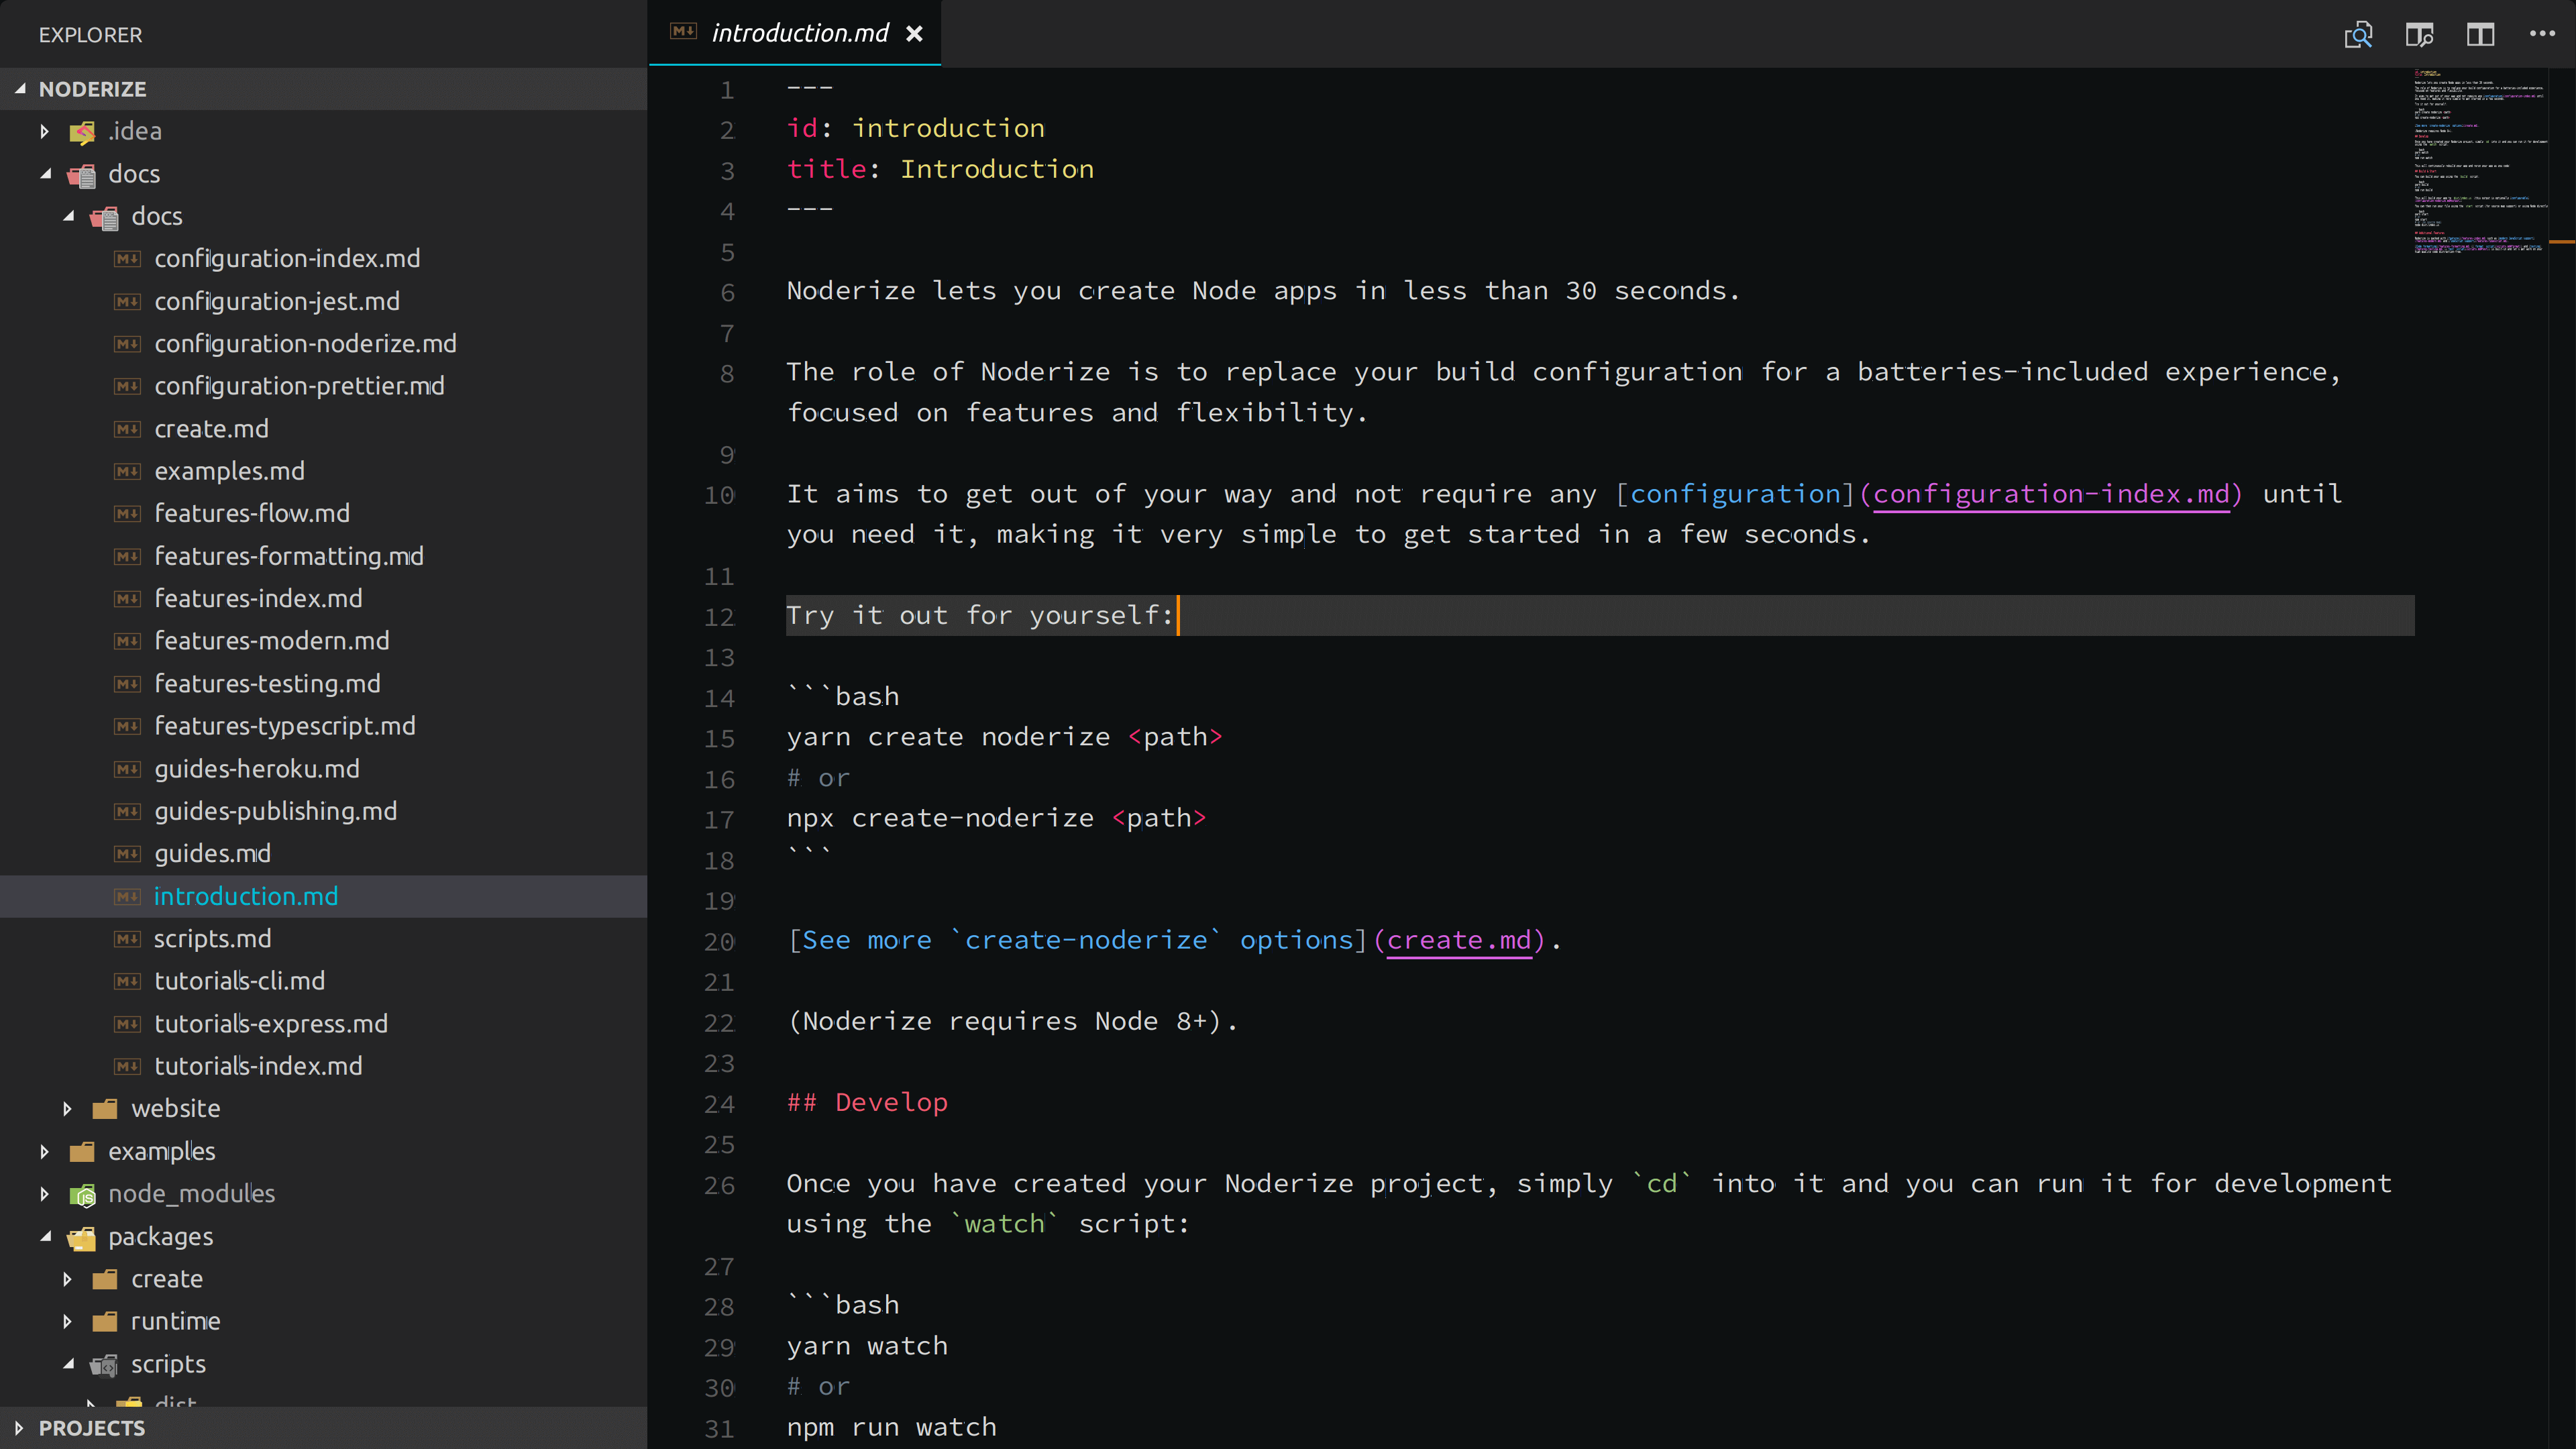 EXPLORER
NODERIZE
.idea
docs
docs
configuration-index.md
configuration-jest.md
configuration-noderize.md
configuration-prettier.md
create.md
examples.md
features-flow.md
features-formatting.md
features-index.md
features-modern.md
features-testing.md
features-typescript.md
guides-heroku.md
guides-publishing.md
guides.md
introduction.md
scripts.md
tutorials-cli.md
tutorials-express.md
tutorials-index.md
website
examples
node_modules
packages
create
runtime
scripts
dist
PROJECTS
introduction.md
1 ---
2 id: introduction
3 title: Introduction
4 ---
5
6 Noderize lets you create Node apps in less than 30 seconds.
7
8 The role of Noderize is to replace your build configuration for a batteries-included experience,
focused on features and flexibility.
9
10 It aims to get out of your way and not require any [configuration](configuration-index.md) until
you need it, making it very simple to get started in a few seconds.
11
12 Try it out for yourself:
13
14 ```bash
15 yarn create noderize <path>
16 # or
17 npx create-noderize <path>
18 ```
19
20 [See more `create-noderize` options](create.md).
21
22 (Noderize requires Node 8+).
23
24 ## Develop
25
26 Once you have created your Noderize project, simply `cd` into it and you can run it for development
using the `watch` script:
27
28 ```bash
29 yarn watch
30 # or
31 npm run watch